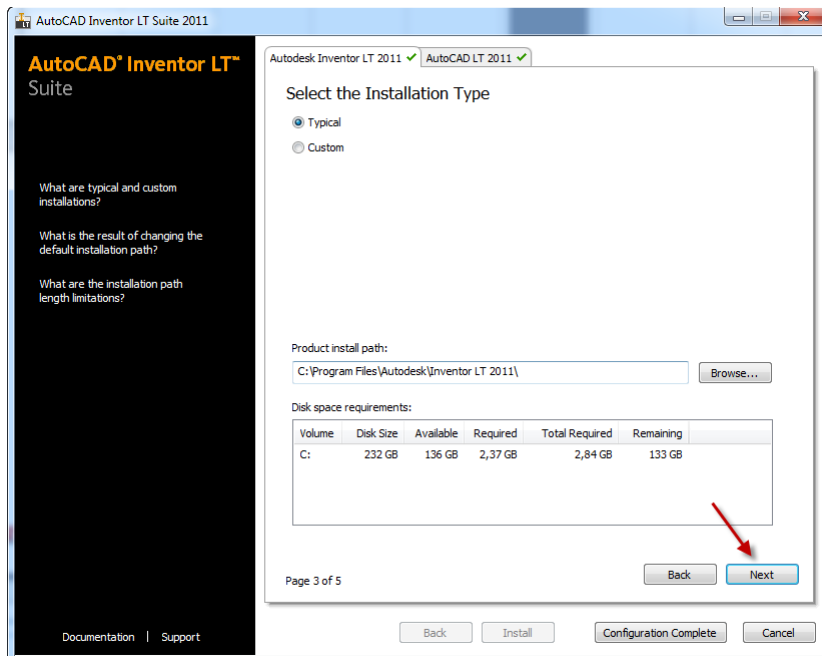 AutoCAD Inventor LT Suite 2011
AutoCAD® Inventor LT™
Suite
What are typical and custom
installations?
What is the result of changing the
default installation path?
What are the installation path
length limitations?
Documentation | Support
Autodesk Inventor LT 2011 ✓ AutoCAD LT 2011 ✓
Select the Installation Type
Typical
Custom
Product install path:
C:\Program Files\Autodesk\Inventor LT 2011\ Browse...
Disk space requirements:
Volume Disk Size Available Required Total Required Remaining
C: 232 GB 136 GB 2,37 GB 2,84 GB 133 GB
Page 3 of 5 Back Next
Back Install Configuration Complete Cancel